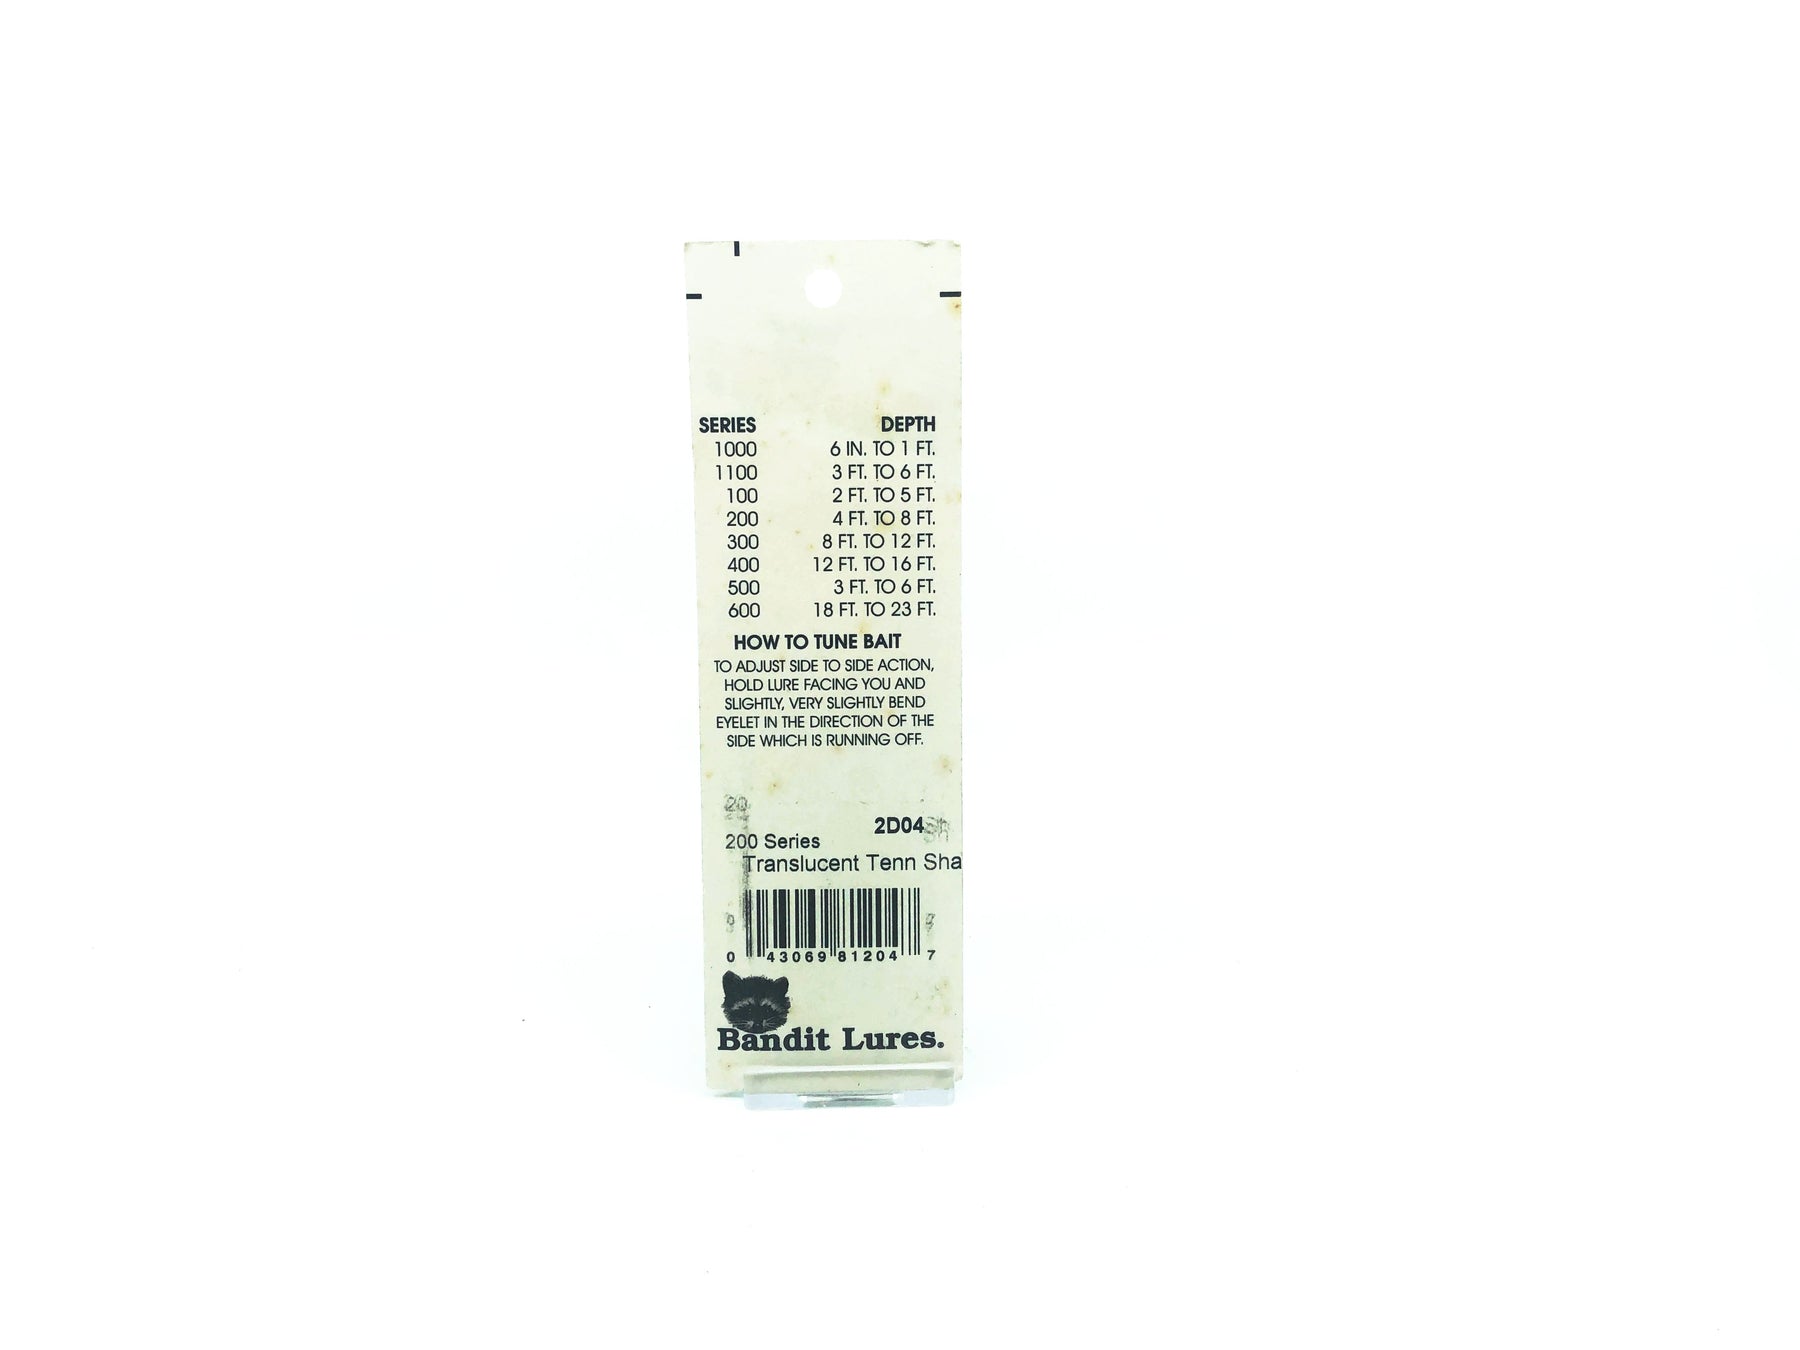 SERIES DEPTH
1000 6 IN. TO 1 FT.
1100 3 FT. TO 6 FT.
100 2 FT. TO 5 FT.
200 4 FT. TO 8 FT.
300 8 FT. TO 12 FT.
400 12 FT. TO 16 FT.
500 3 FT. TO 6 FT.
600 18 FT. TO 23 FT.
HOW TO TUNE BAIT
TO ADJUST SIDE TO SIDE ACTION,
HOLD LURE FACING YOU AND
SLIGHTLY, VERY SLIGHTLY BEND
EYELET IN THE DIRECTION OF THE
SIDE WHICH IS RUNNING OFF.
20
2D04
200 Series
Translucent Tenn Sha
0 43069 81204 7
Bandit Lures.